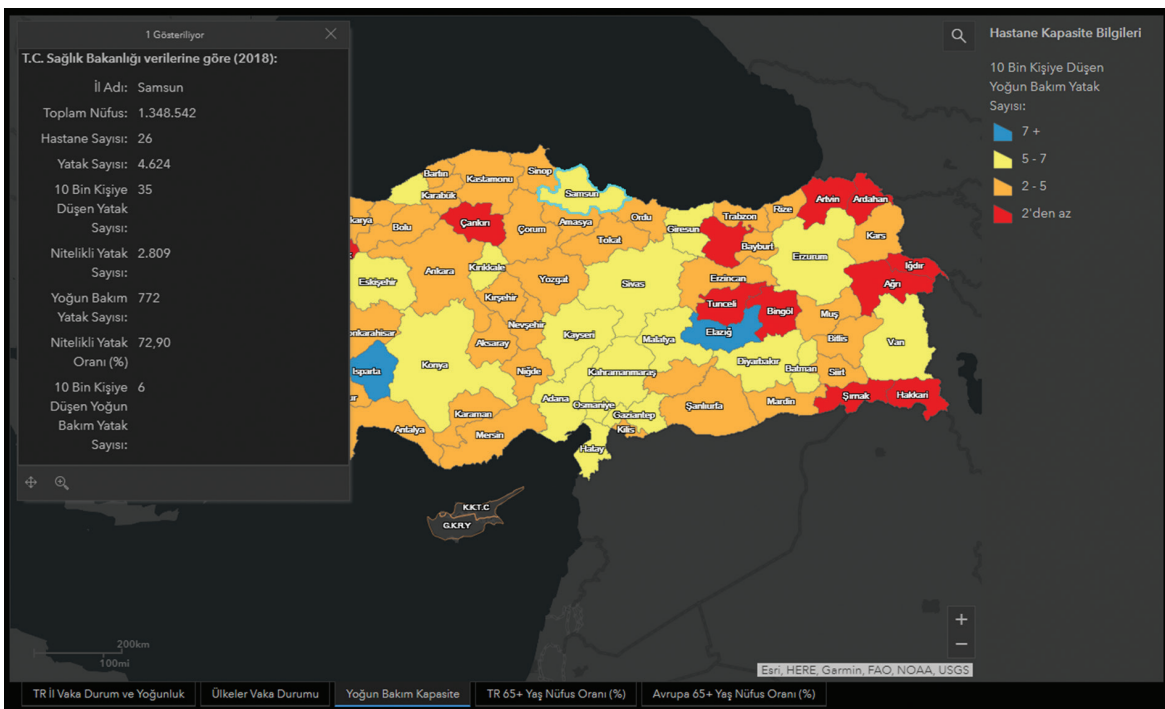 1 Gösteriliyor
T.C. Sağlık Bakanlığı verilerine göre (2018):
İl Adı: Samsun
Toplam Nüfus: 1.348.542
Hastane Sayısı: 26
Yatak Sayısı: 4.624
10 Bin Kişiye 35
Düşen Yatak
Sayısı:
Nitelikli Yatak 2.809
Sayısı:
Yoğun Bakım 772
Yatak Sayısı:
Nitelikli Yatak 72,90
Oranı (%)
10 Bin Kişiye 6
Düşen Yoğun
Bakım Yatak
Sayısı:
Hastane Kapasite Bilgileri
10 Bin Kişiye Düşen
Yoğun Bakım Yatak
Sayısı:
7 +
5 - 7
2 - 5
2'den az
Bartın
Kastamonu
Sinop
Samsun
Karabük
Artvin
Ardahan
karya
Bolu
Çankırı
Çorum
Amasya
Ordu
Giresun
Trabzon
Rize
Tokat
Bayburt
Kars
Erzurum
Iğdır
Eskişehir
Ankara
Kırıkkale
Yozgat
Sivas
Erzincan
Ağrı
Kırşehir
Tunceli
Bingöl
Muş
onkarahisar
Nevşehir
Kayseri
Malatya
Elazığ
Bitlis
Van
Aksaray
Isparta
Konya
Niğde
Kahramanmaraş
Diyarbakır
Batman
Siirt
ur
Adana
Osmaniye
Gaziantep
Şanlıurfa
Mardin
Şırnak
Hakkari
Antalya
Karaman
Mersin
Kilis
Hatay
K.K.T.C
G.K.R.Y
200km
100mi
+
−
Esri, HERE, Garmin, FAO, NOAA, USGS
TR İl Vaka Durum ve Yoğunluk
Ülkeler Vaka Durumu
Yoğun Bakım Kapasite
TR 65+ Yaş Nüfus Oranı (%)
Avrupa 65+ Yaş Nüfus Oranı (%)